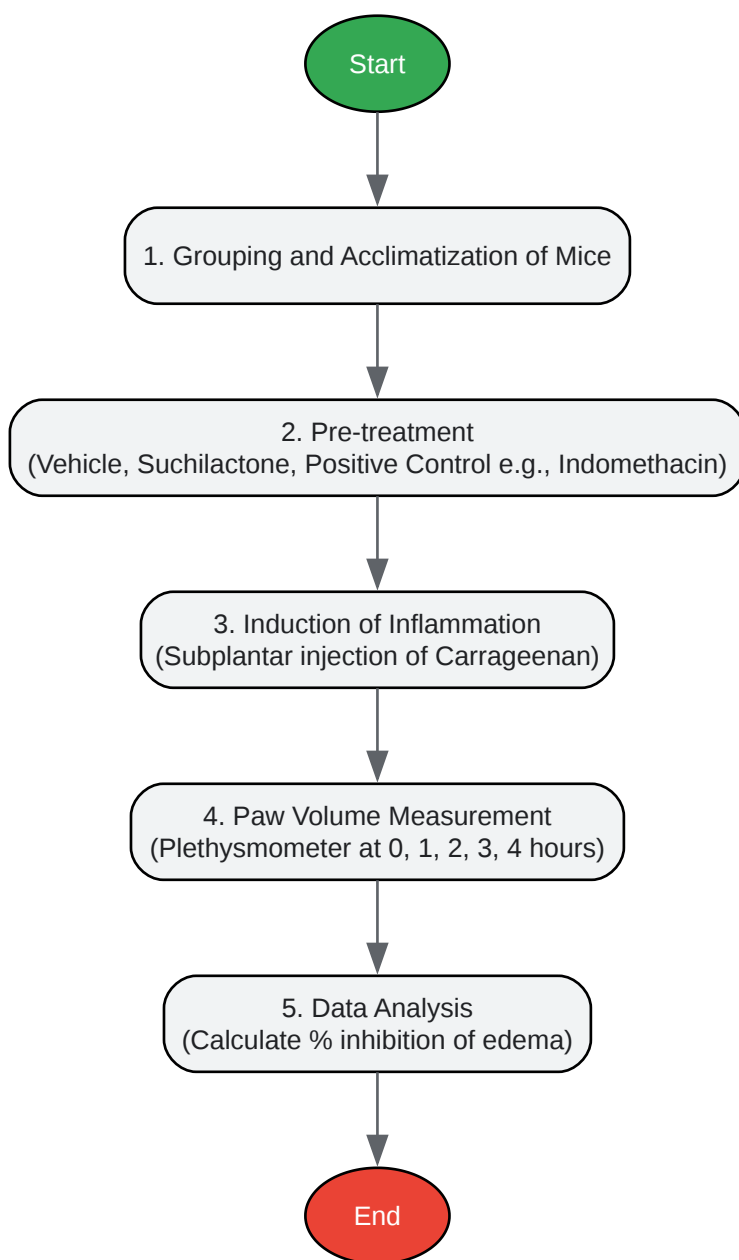 Start
1. Grouping and Acclimatization of Mice
2. Pre-treatment
(Vehicle, Suchilactone, Positive Control e.g., Indomethacin)
3. Induction of Inflammation
(Subplantar injection of Carrageenan)
4. Paw Volume Measurement
(Plethysmometer at 0, 1, 2, 3, 4 hours)
5. Data Analysis
(Calculate % inhibition of edema)
End